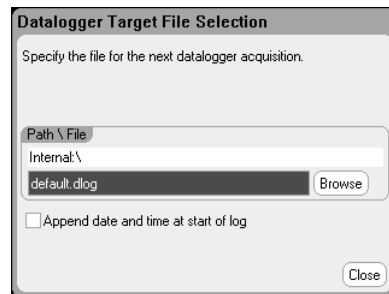 Datalogger Target File Selection
Specify the file for the next datalogger acquisition.
Path \ File
Internal:\
default.dlog
Browse
Append date and time at start of log
Close